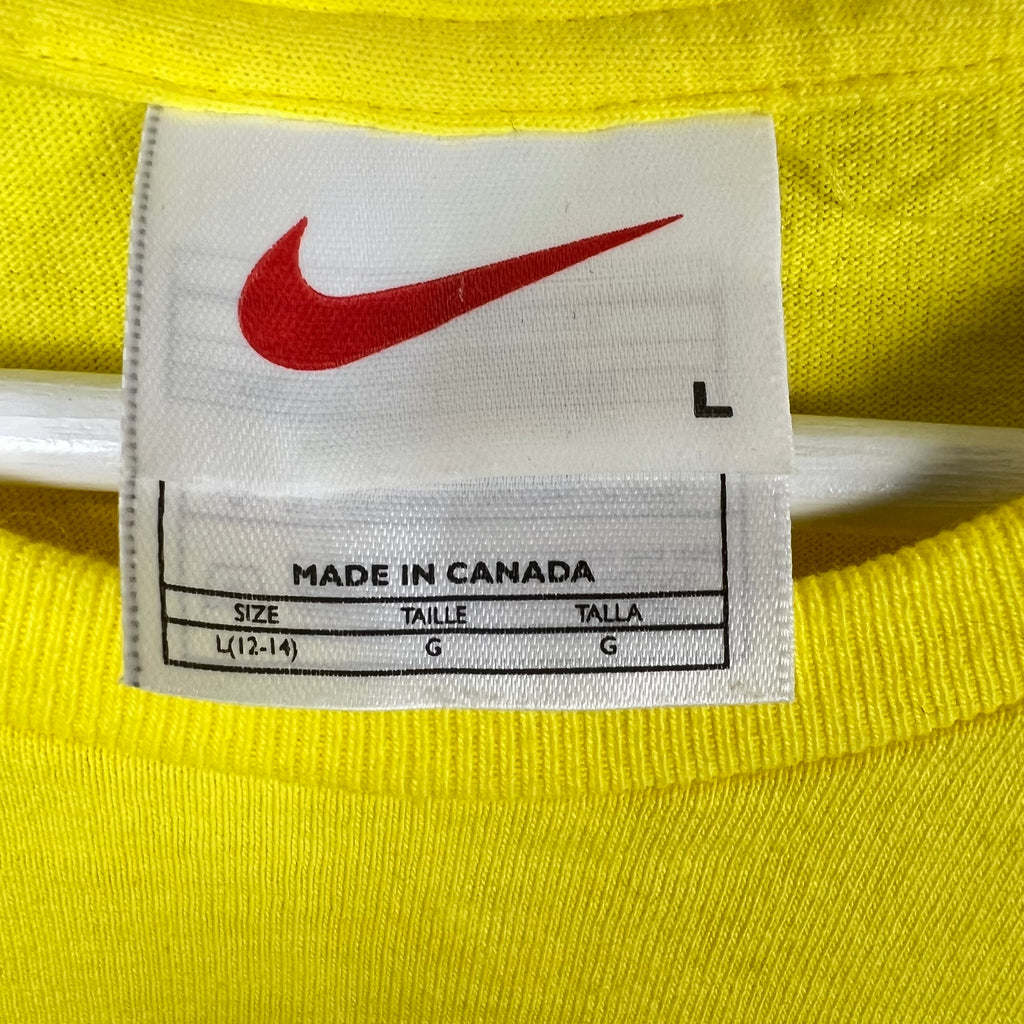 L
MADE IN CANADA
SIZE TAILLE TALLA
L(12-14) G G